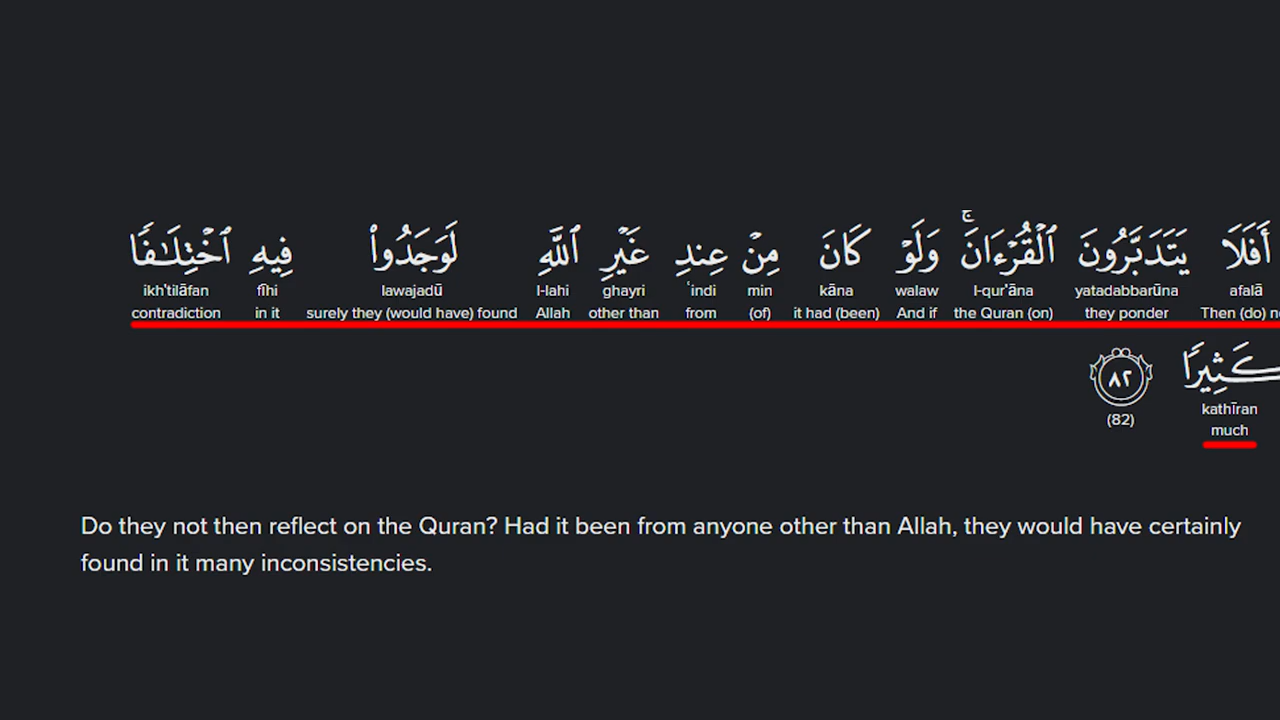 أَفَلَا يَتَدَبَّرُونَ ٱلْقُرْءَانَ ۚ وَلَوْ كَانَ مِنْ عِندِ غَيْرِ ٱللَّهِ لَوَجَدُوا۟ فِيهِ ٱخْتِلَـٰفًا
ikh'tilāfan fīhi lawajadū l-lahi ghayri ʿindi min kāna walaw l-qur'āna yatadabbarūna afalā
contradiction in it surely they (would have) found Allah other than from (of) it had (been) And if the Quran (on) they ponder Then (do) n
كَثِيرًا ٨٢
kathīran
(82) much
Do they not then reflect on the Quran? Had it been from anyone other than Allah, they would have certainly
found in it many inconsistencies.